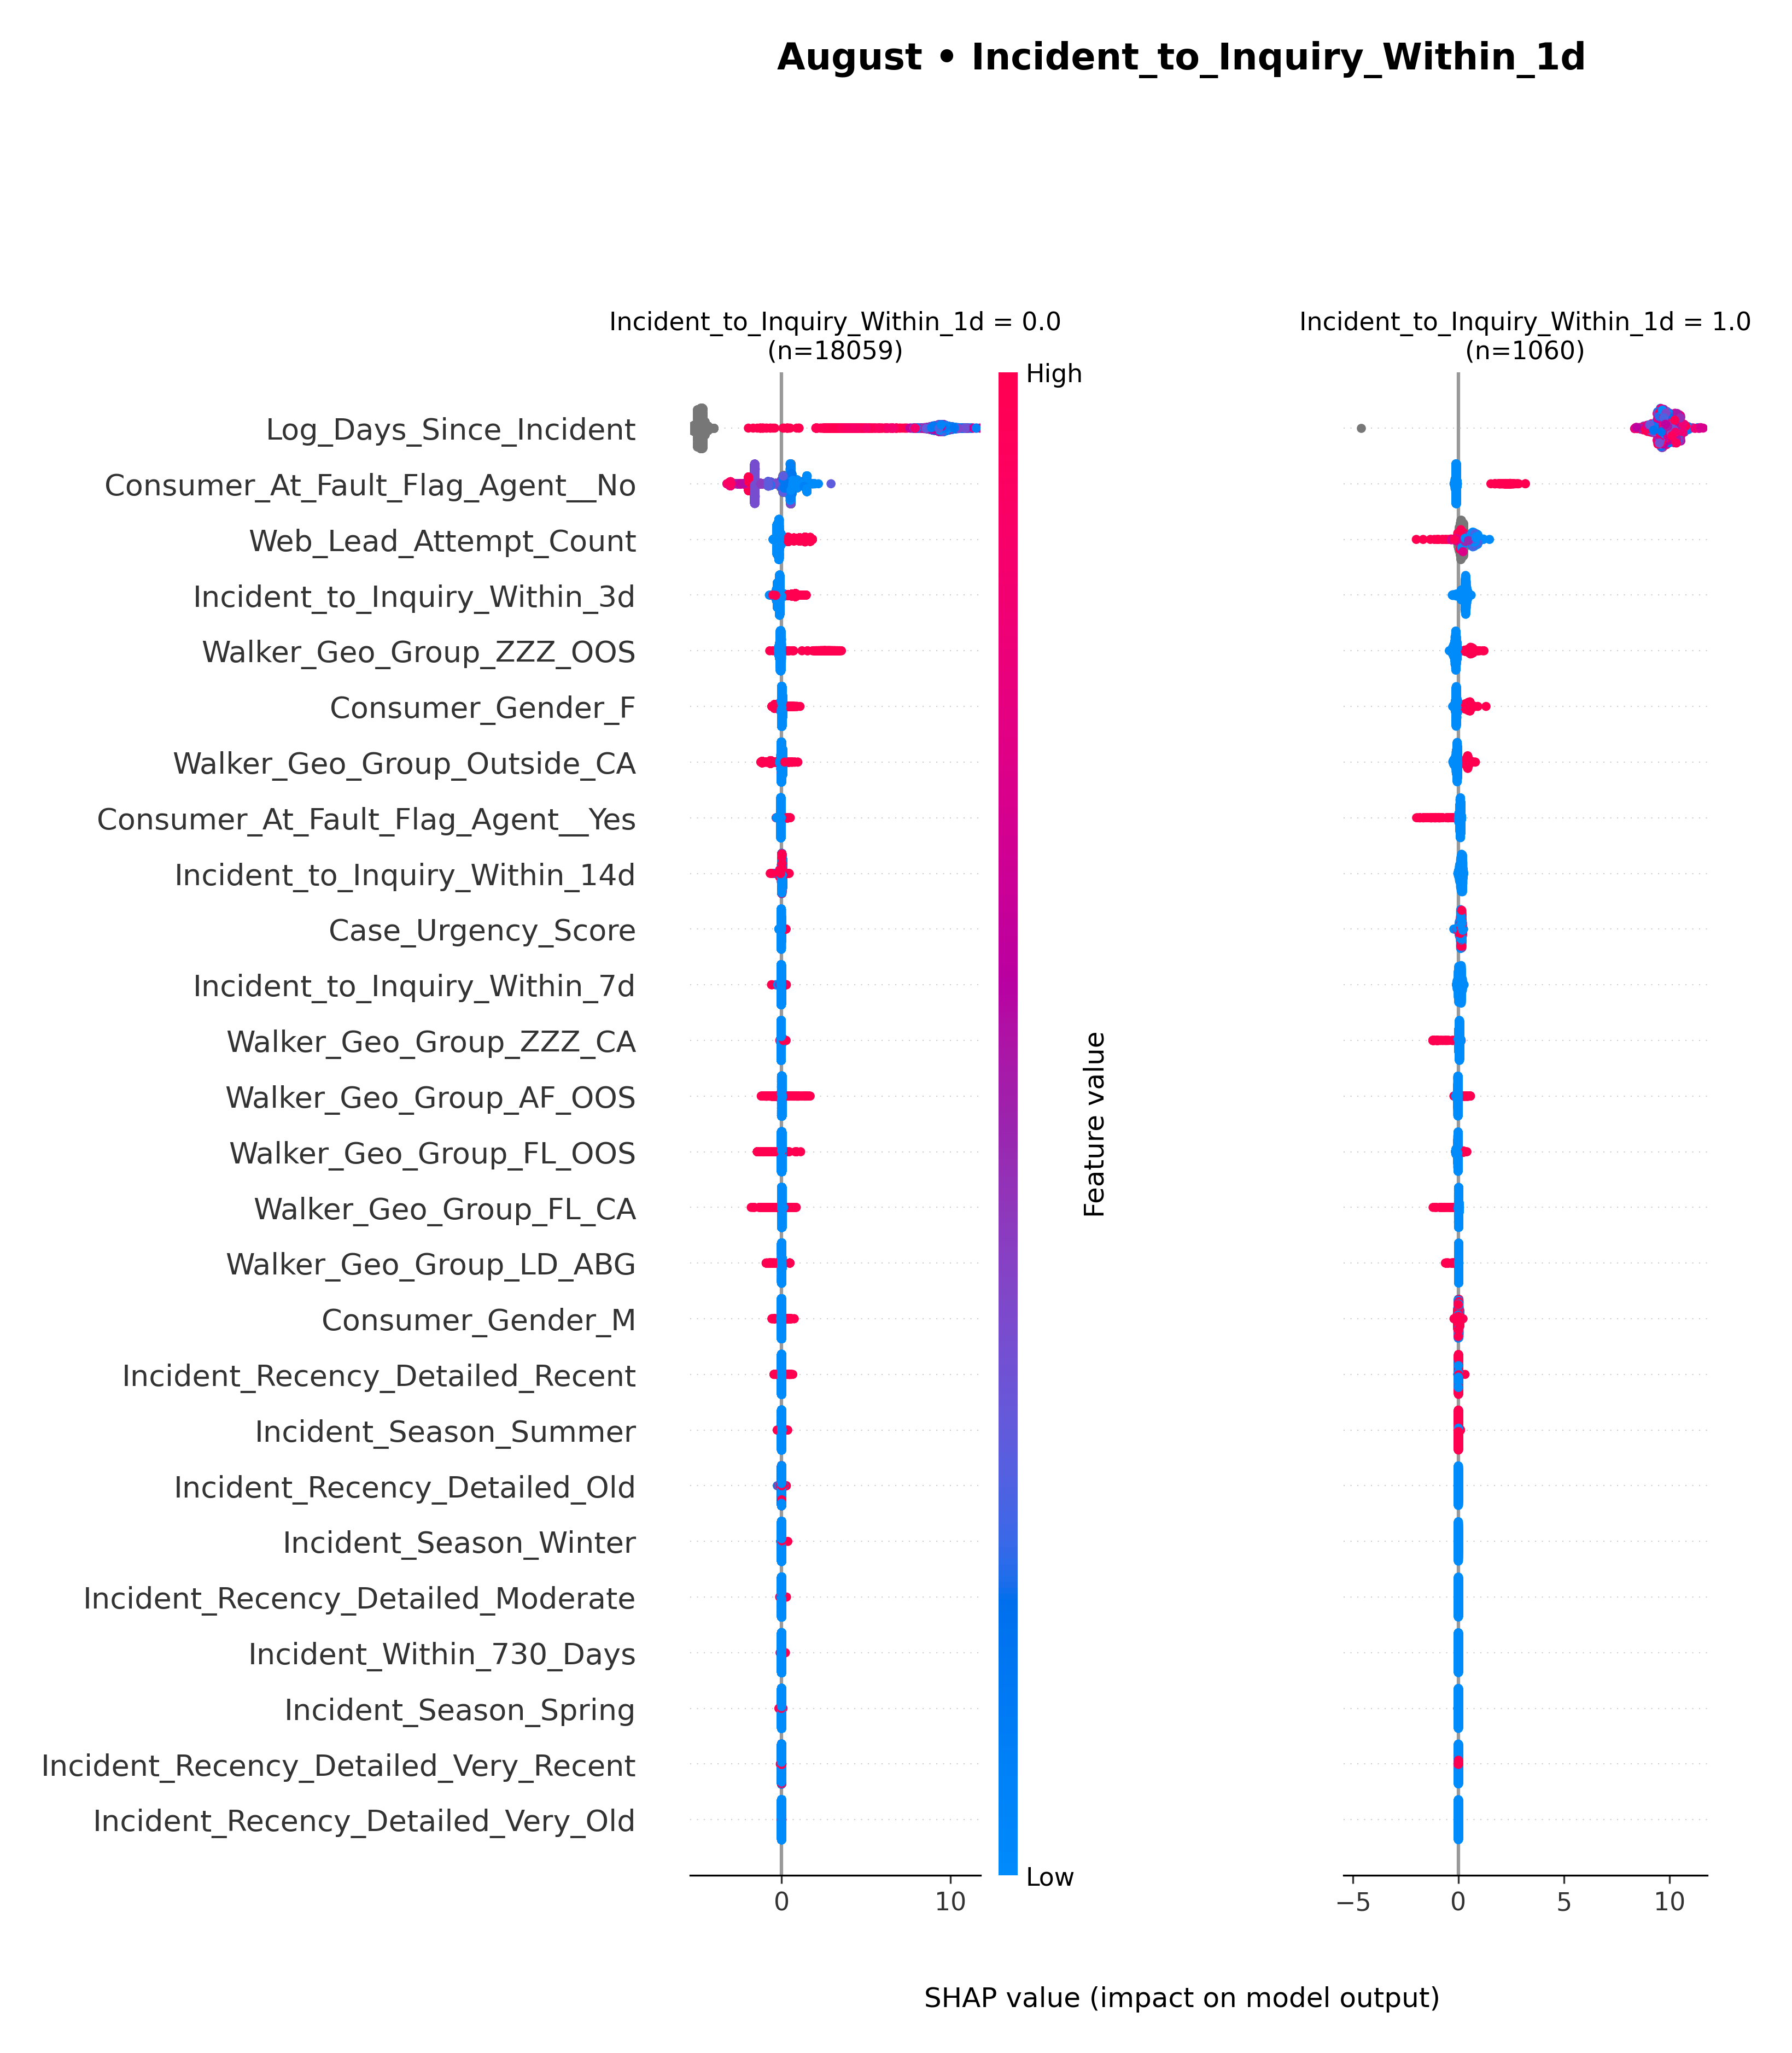 August • Incident_to_Inquiry_Within_1d
Incident_to_Inquiry_Within_1d = 0.0
(n=18059)
Incident_to_Inquiry_Within_1d = 1.0
(n=1060)
High
Log_Days_Since_Incident
Consumer_At_Fault_Flag_Agent__No
Web_Lead_Attempt_Count
Incident_to_Inquiry_Within_3d
Walker_Geo_Group_ZZZ_OOS
Consumer_Gender_F
Walker_Geo_Group_Outside_CA
Consumer_At_Fault_Flag_Agent__Yes
Incident_to_Inquiry_Within_14d
Case_Urgency_Score
Incident_to_Inquiry_Within_7d
Walker_Geo_Group_ZZZ_CA
Walker_Geo_Group_AF_OOS
Walker_Geo_Group_FL_OOS
Walker_Geo_Group_FL_CA
Walker_Geo_Group_LD_ABG
Consumer_Gender_M
Incident_Recency_Detailed_Recent
Incident_Season_Summer
Incident_Recency_Detailed_Old
Incident_Season_Winter
Incident_Recency_Detailed_Moderate
Incident_Within_730_Days
Incident_Season_Spring
Incident_Recency_Detailed_Very_Recent
Incident_Recency_Detailed_Very_Old
Feature value
Low
0 10
−5 0 5 10
SHAP value (impact on model output)